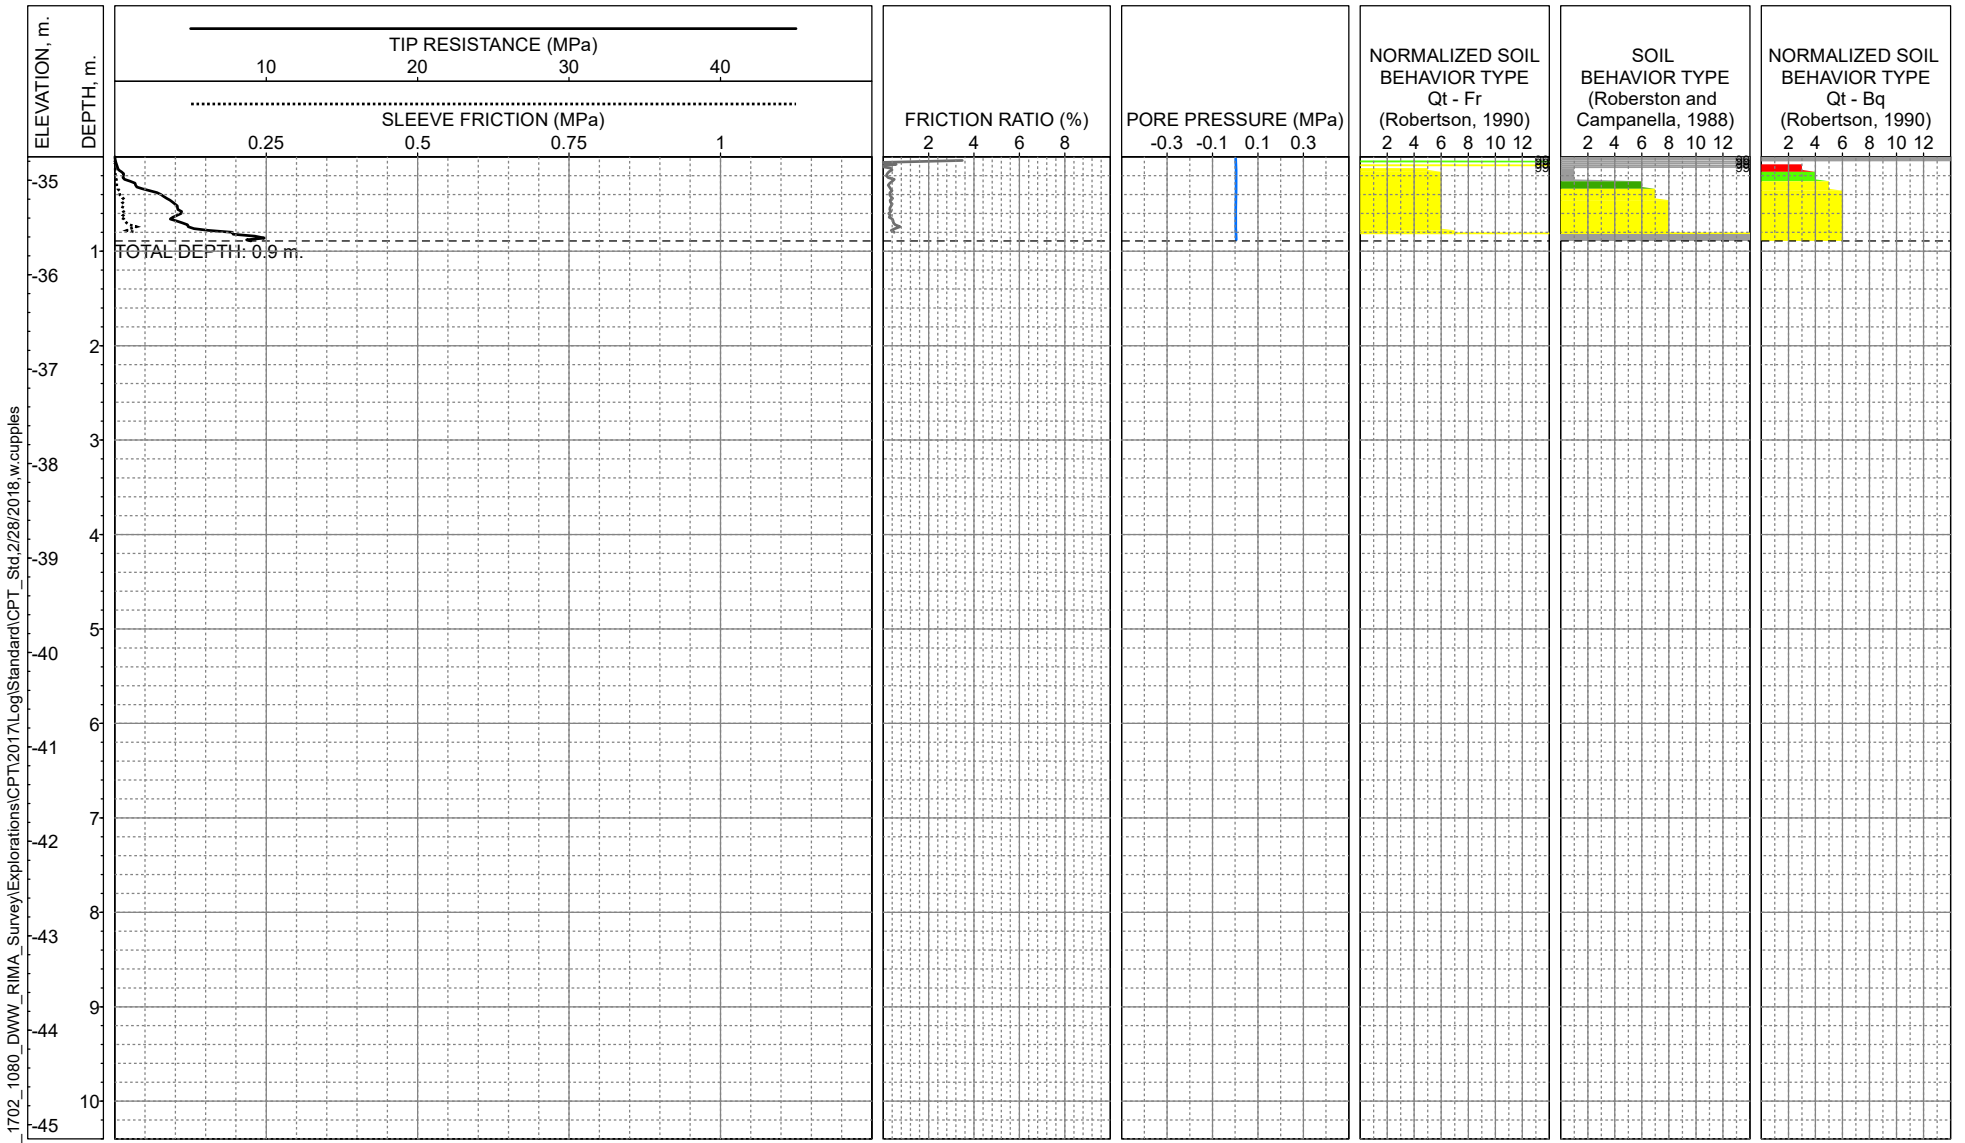 ELEVATION, m.
DEPTH, m.
TIP RESISTANCE (MPa)
10 20 30 40
SLEEVE FRICTION (MPa)
0.25 0.5 0.75 1
FRICTION RATIO (%)
2 4 6 8
PORE PRESSURE (MPa)
-0.3 -0.1 0.1 0.3
NORMALIZED SOIL
BEHAVIOR TYPE
Qt - Fr
(Robertson, 1990)
2 4 6 8 10 12
SOIL
BEHAVIOR TYPE
(Roberston and
Campanella, 1988)
2 4 6 8 10 12
NORMALIZED SOIL
BEHAVIOR TYPE
Qt - Bq
(Robertson, 1990)
2 4 6 8 10 12
-35
TOTAL DEPTH: 0.9 m.
1
-36
2
-37
3
-38
4
-39
5
-40
6
-41
7
-42
8
-43
9
-44
10
-45
_1702_1080_DWW_RIMA_Survey\Explorations\CPT\2017\Log\Standard\CPT_Std,2/28/2018,w.cupples